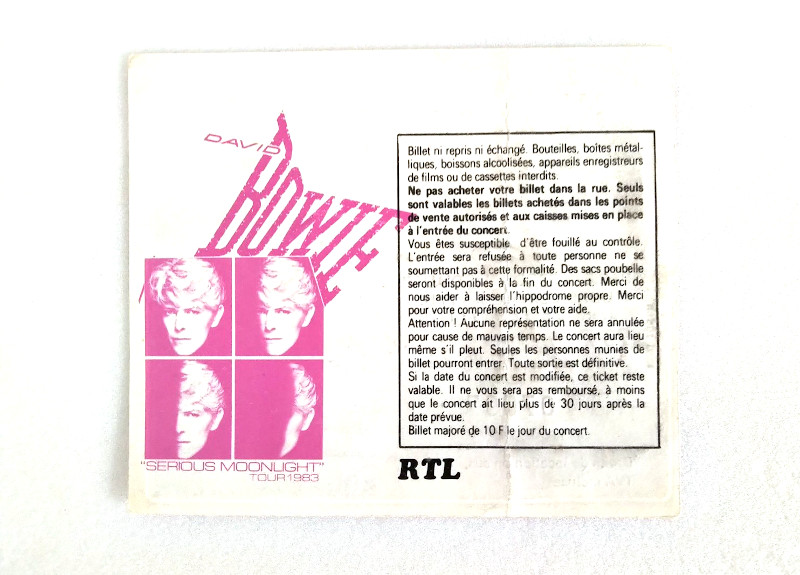 DAVID
BOWIE
"SERIOUS MOONLIGHT"
TOUR 1983
Billet ni repris ni échangé. Bouteilles, boîtes métal-
liques, boissons alcoolisées, appareils enregistreurs
de films ou de cassettes interdits.
Ne pas acheter votre billet dans la rue. Seuls
sont valables les billets achetés dans les points
de vente autorisés et aux caisses mises en place
à l'entrée du concert.
Vous êtes susceptible d'être fouillé au contrôle.
L'entrée sera refusée à toute personne ne se
soumettant pas à cette formalité. Des sacs poubelle
seront disponibles à la fin du concert. Merci de
nous aider à laisser l'hippodrome propre. Merci
pour votre compréhension et votre aide.
Attention ! Aucune représentation ne sera annulée
pour cause de mauvais temps. Le concert aura lieu
même s'il pleut. Seules les personnes munies de
billet pourront entrer. Toute sortie est définitive.
Si la date du concert est modifiée, ce ticket reste
valable. Il ne vous sera pas remboursé, à moins
que le concert ait lieu plus de 30 jours après la
date prévue.
Billet majoré de 10 F le jour du concert.
RTL